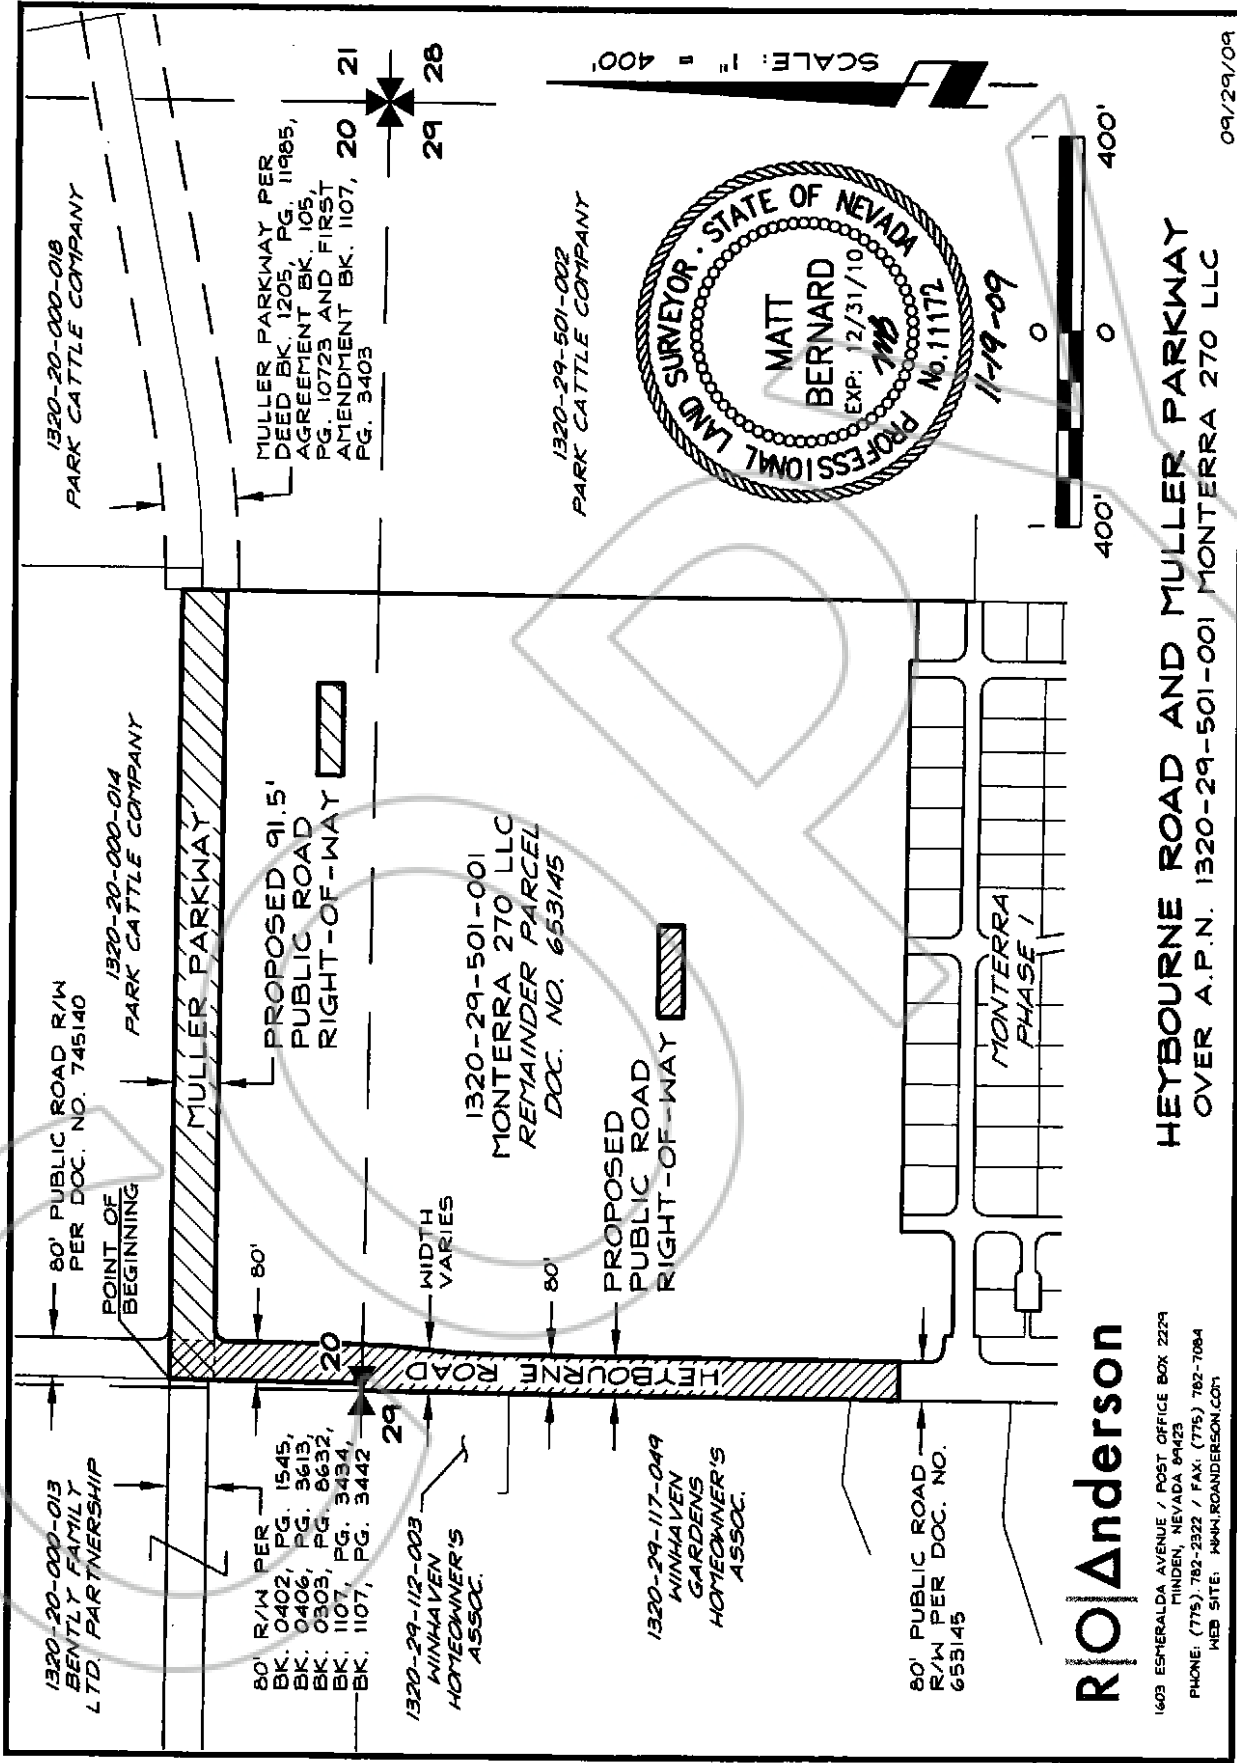 1320-20-000-013
BENTLY FAMILY
LTD. PARTNERSHIP
80' PUBLIC ROAD R/W
PER DOC. NO. 745140
POINT OF
BEGINNING
1320-20-000-014
PARK CATTLE COMPANY
1320-20-000-018
PARK CATTLE COMPANY
MULLER PARKWAY
80' R/W PER
BK. 0402, PG. 1545,
BK. 0406, PG. 3613,
BK. 0303, PG. 8632,
BK. 1107, PG. 3434,
BK. 1107, PG. 3442
80'
PROPOSED 91.5'
PUBLIC ROAD
RIGHT-OF-WAY
MULLER PARKWAY PER
DEED BK. 1205, PG. 11985,
AGREEMENT BK. 105,
PG. 10723 AND FIRST
AMENDMENT BK. 1107,
PG. 3403
20
21
29
28
20
29
1320-29-112-003
WINHAVEN
HOMEOWNER'S
ASSOC.
WIDTH
VARIES
HEYBOURNE ROAD
80'
1320-29-501-001
MONTERRA 270 LLC
REMAINDER PARCEL
DOC. NO. 653145
1320-29-501-002
PARK CATTLE COMPANY
SCALE: 1" = 400'
PROPOSED
PUBLIC ROAD
RIGHT-OF-WAY
1320-29-117-049
WINHAVEN
GARDENS
HOMEOWNER'S
ASSOC.
PROFESSIONAL LAND SURVEYOR · STATE OF NEVADA
MATT
BERNARD
EXP: 12/31/10
MB
No. 11172
11-19-09
80' PUBLIC ROAD
R/W PER DOC. NO.
653145
MONTERRA
PHASE 1
0
400'
0
400'
R|O|Anderson
1603 ESMERALDA AVENUE / POST OFFICE BOX 2229
MINDEN, NEVADA 89423
PHONE: (775) 782-2322 / FAX: (775) 782-7084
WEB SITE: WWW.ROANDERSON.COM
HEYBOURNE ROAD AND MULLER PARKWAY
OVER A.P.N. 1320-29-501-001 MONTERRA 270 LLC
09/29/09
COPY